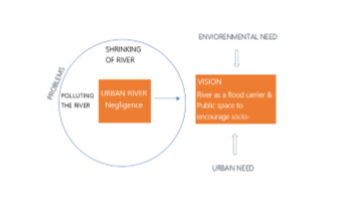 SHRINKING
OF RIVER
ENVIORENMENTAL NEED
PROBLEMS
POLLUTING
THE RIVER
URBAN RIVER
Negligence
VISION
River as a flood carrier &
Public space to
encourage socio-
URBAN NEED